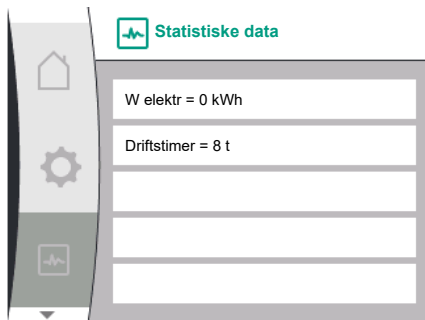 Statistiske data
W elektr = 0 kWh
Driftstimer = 8 t